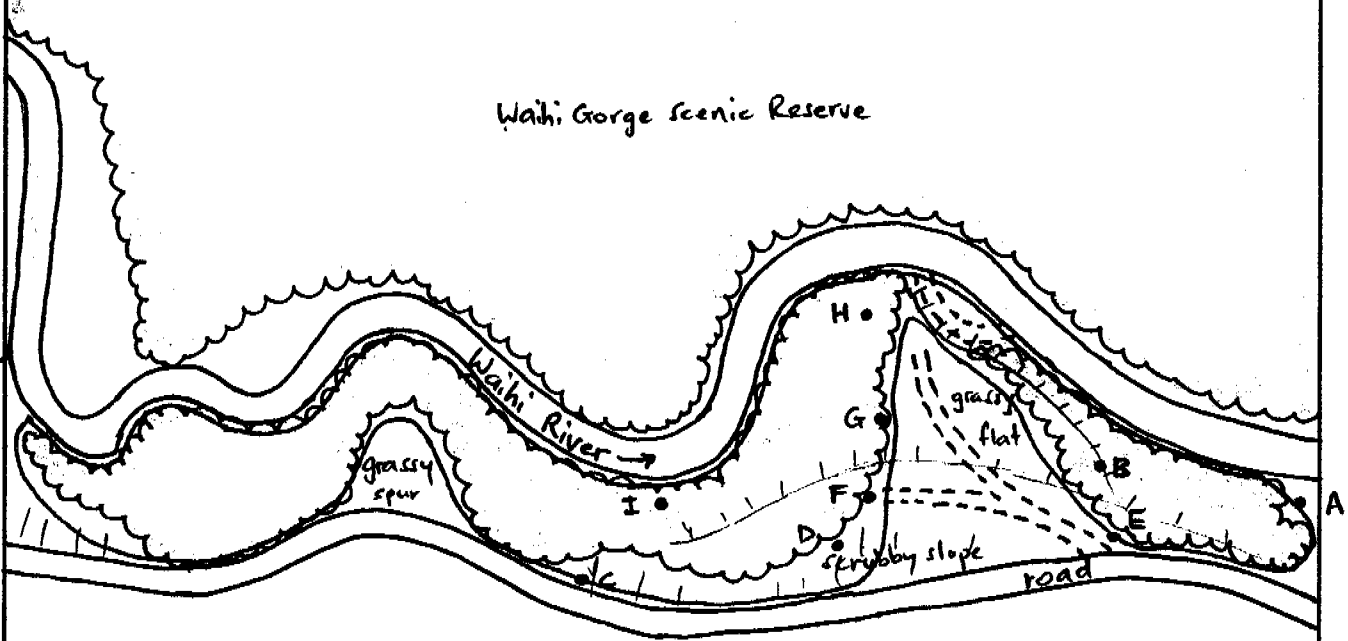 Waihi Gorge Scenic Reserve
H
Waihi River →
grassy flat
G
grassy spur
B
I
F
A
E
D
scrubby slope
C
road